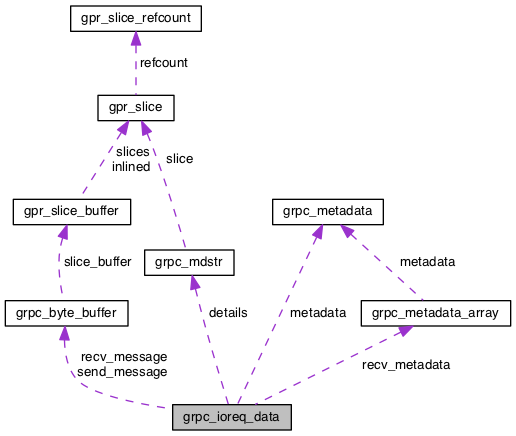 gpr_slice_refcount
refcount
gpr_slice
slices
inlined
slice
gpr_slice_buffer
grpc_metadata
slice_buffer
grpc_mdstr
metadata
grpc_byte_buffer
details
metadata
grpc_metadata_array
recv_message
send_message
recv_metadata
grpc_ioreq_data